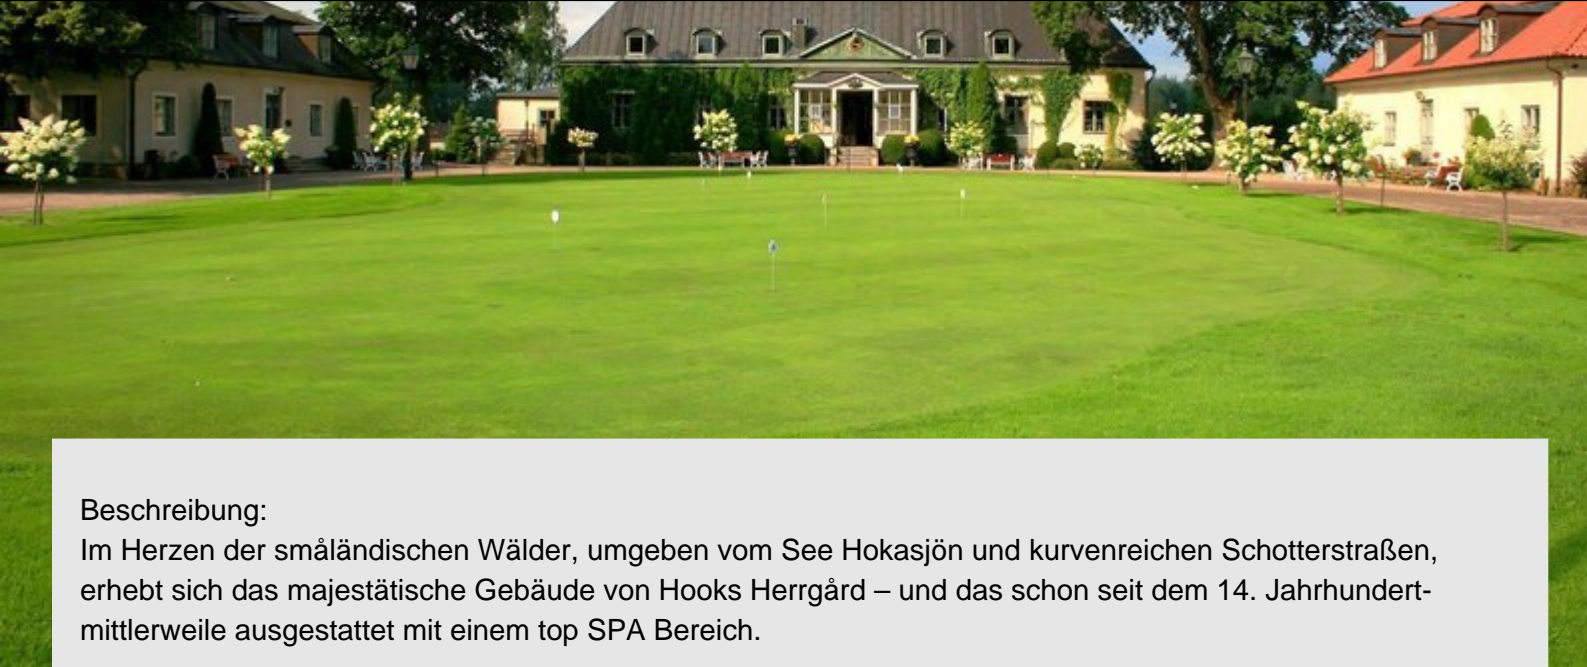 Beschreibung:
Im Herzen der småländischen Wälder, umgeben vom See Hokasjön und kurvenreichen Schotterstraßen,
erhebt sich das majestätische Gebäude von Hooks Herrgård – und das schon seit dem 14. Jahrhundert-
mittlerweile ausgestattet mit einem top SPA Bereich.